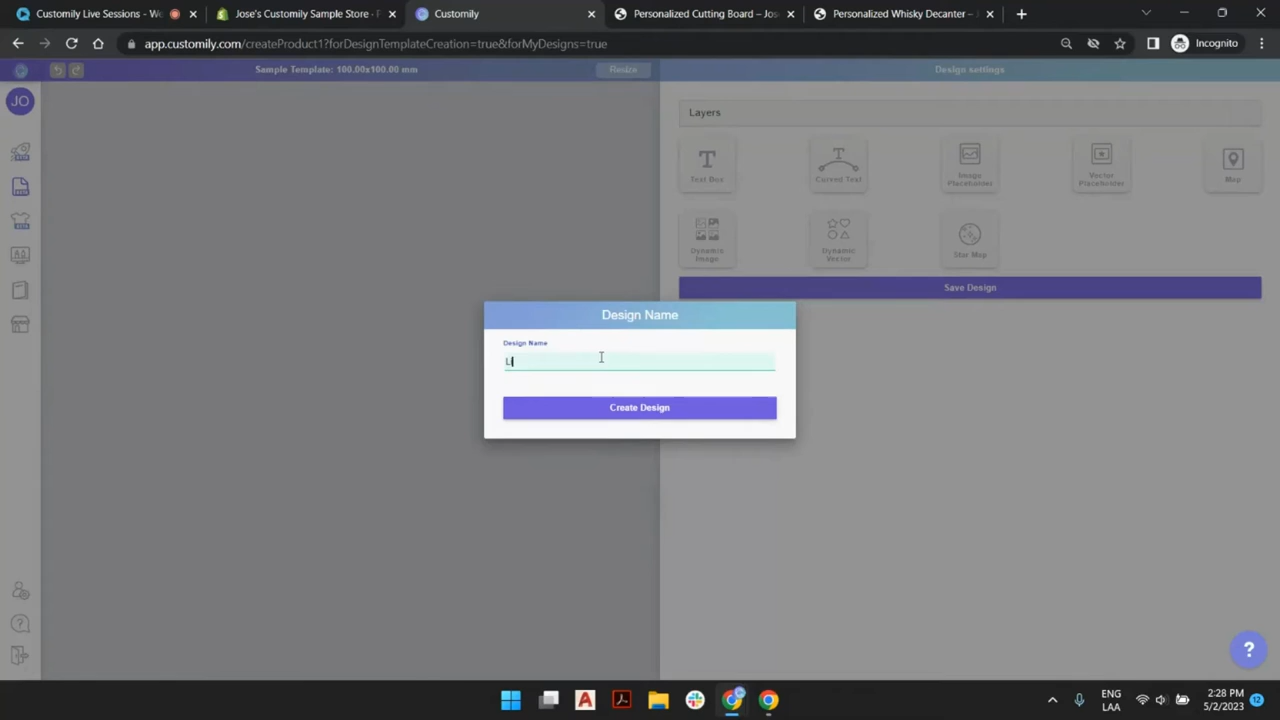 Customily Live Sessions - Wo
Jose's Customily Sample Store · P
Customily
Personalized Cutting Board – Jos
Personalized Whisky Decanter –
app.customily.com/createProduct1?forDesignTemplateCreation=true&forMyDesigns=true
Incognito
Sample Template: 100.00x100.00 mm
Resize
Design settings
JO
Layers
Text Box
Curved Text
Image Placeholder
Vector Placeholder
Map
Dynamic Image
Dynamic Vector
Star Map
Save Design
Design Name
Design Name
Li
Create Design
?
ENG
LAA
2:28 PM
5/2/2023
12